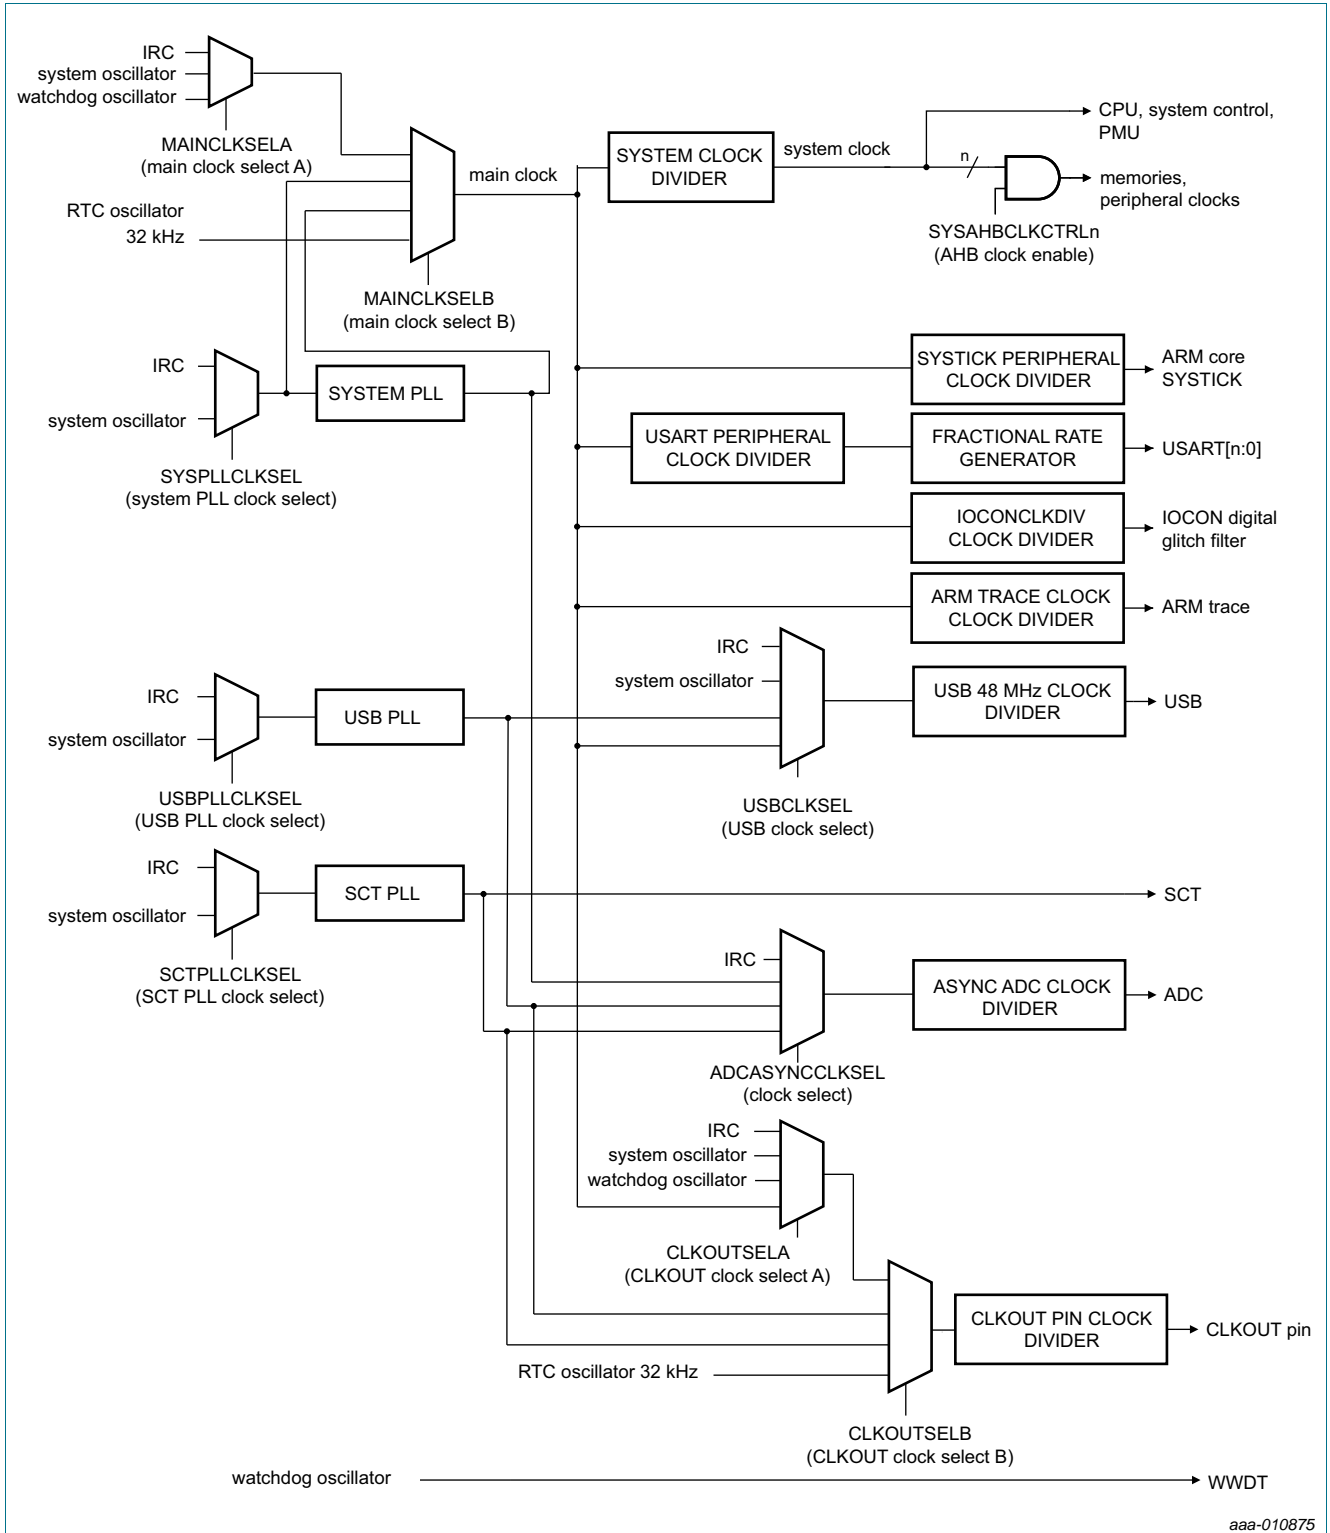 IRC
system oscillator
watchdog oscillator
MAINCLKSELA
(main clock select A)
RTC oscillator
32 kHz
MAINCLKSELB
(main clock select B)
main clock
SYSTEM CLOCK
DIVIDER
system clock
n
CPU, system control,
PMU
memories,
peripheral clocks
SYSAHBCLKCTRLn
(AHB clock enable)
IRC
system oscillator
SYSTEM PLL
SYSPLLCLKSEL
(system PLL clock select)
SYSTICK PERIPHERAL
CLOCK DIVIDER
ARM core
SYSTICK
USART PERIPHERAL
CLOCK DIVIDER
FRACTIONAL RATE
GENERATOR
USART[n:0]
IOCONCLKDIV
CLOCK DIVIDER
IOCON digital
glitch filter
ARM TRACE CLOCK
CLOCK DIVIDER
ARM trace
IRC
system oscillator
USB PLL
USBPLLCLKSEL
(USB PLL clock select)
IRC
system oscillator
USBCLKSEL
(USB clock select)
USB 48 MHz CLOCK
DIVIDER
USB
IRC
system oscillator
SCT PLL
SCTPLLCLKSEL
(SCT PLL clock select)
SCT
IRC
ADCASYNCCLKSEL
(clock select)
ASYNC ADC CLOCK
DIVIDER
ADC
IRC
system oscillator
watchdog oscillator
CLKOUTSELA
(CLKOUT clock select A)
RTC oscillator 32 kHz
CLKOUTSELB
(CLKOUT clock select B)
CLKOUT PIN CLOCK
DIVIDER
CLKOUT pin
watchdog oscillator
WWDT
aaa-010875